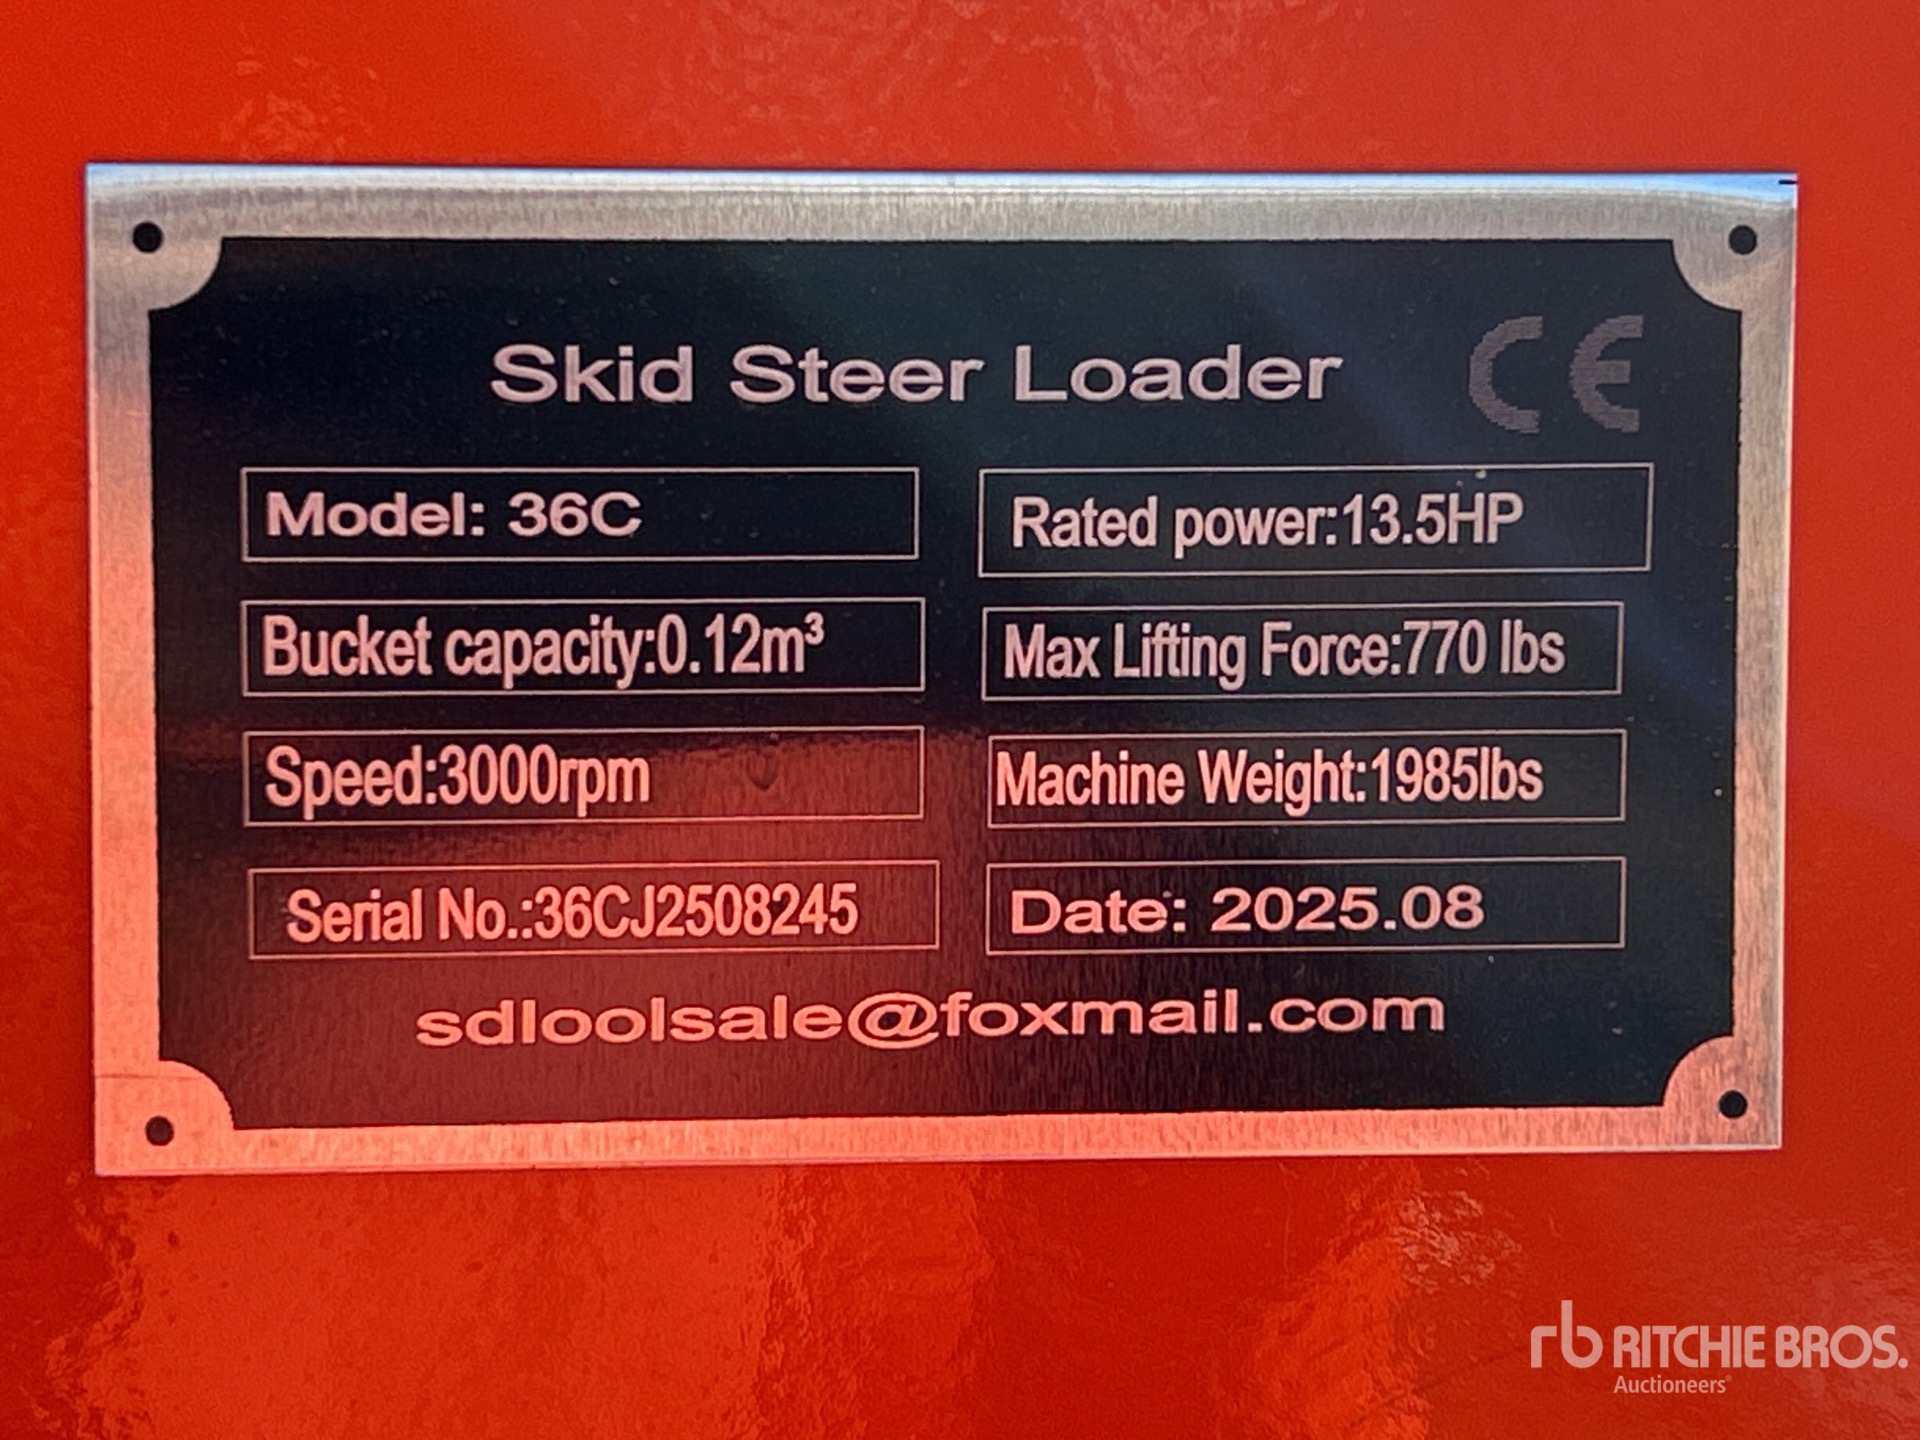 Skid Steer Loader CE
Model: 36C
Rated power:13.5HP
Bucket capacity:0.12m³
Max Lifting Force:770 lbs
Speed:3000rpm
Machine Weight:1985lbs
Serial No.:36CJ2508245
Date: 2025.08
sdloolsale@foxmail.com
rb RITCHIE BROS.
Auctioneers®